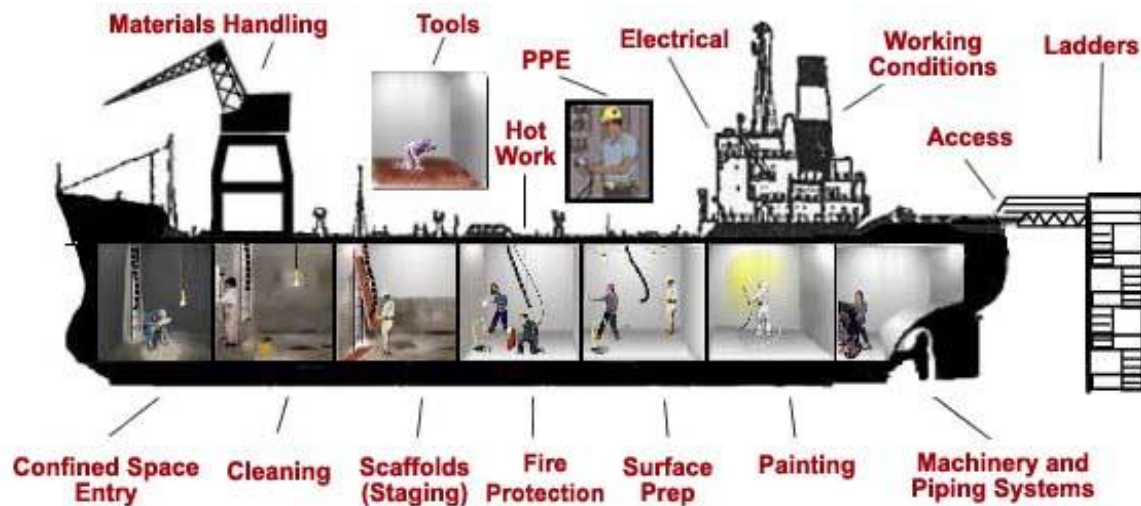 Materials Handling
Tools
PPE
Electrical
Working
Conditions
Ladders
Hot
Work
Access
Confined Space
Entry
Cleaning
Scaffolds
(Staging)
Fire
Protection
Surface
Prep
Painting
Machinery and
Piping Systems